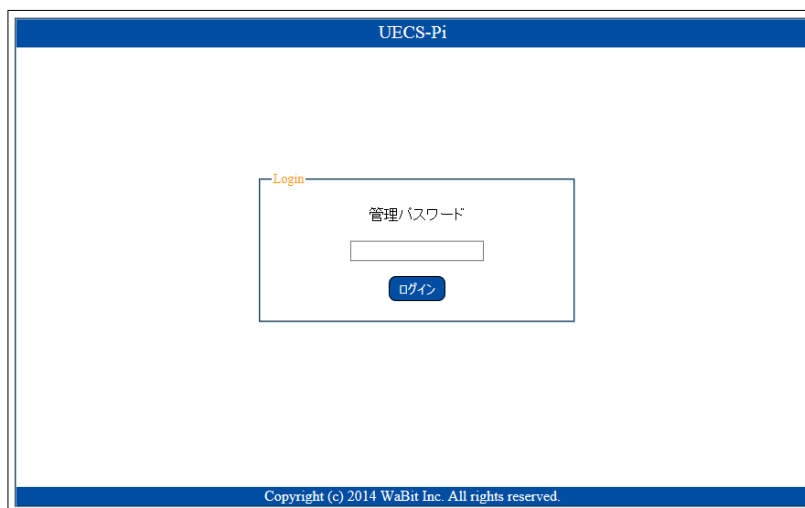 UECS-Pi
Login
管理パスワード
ログイン
Copyright (c) 2014 WaBit Inc. All rights reserved.